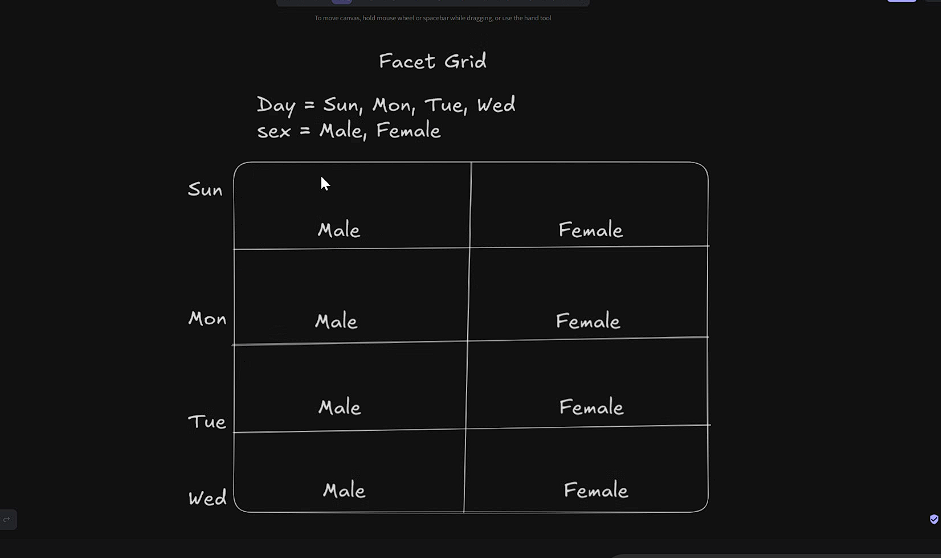 To move canvas, hold mouse wheel or spacebar while dragging, or use the hand tool
Facet Grid
Day = Sun, Mon, Tue, Wed
sex = Male, Female
Sun
Male Female
Mon
Male Female
Tue
Male Female
Wed
Male Female